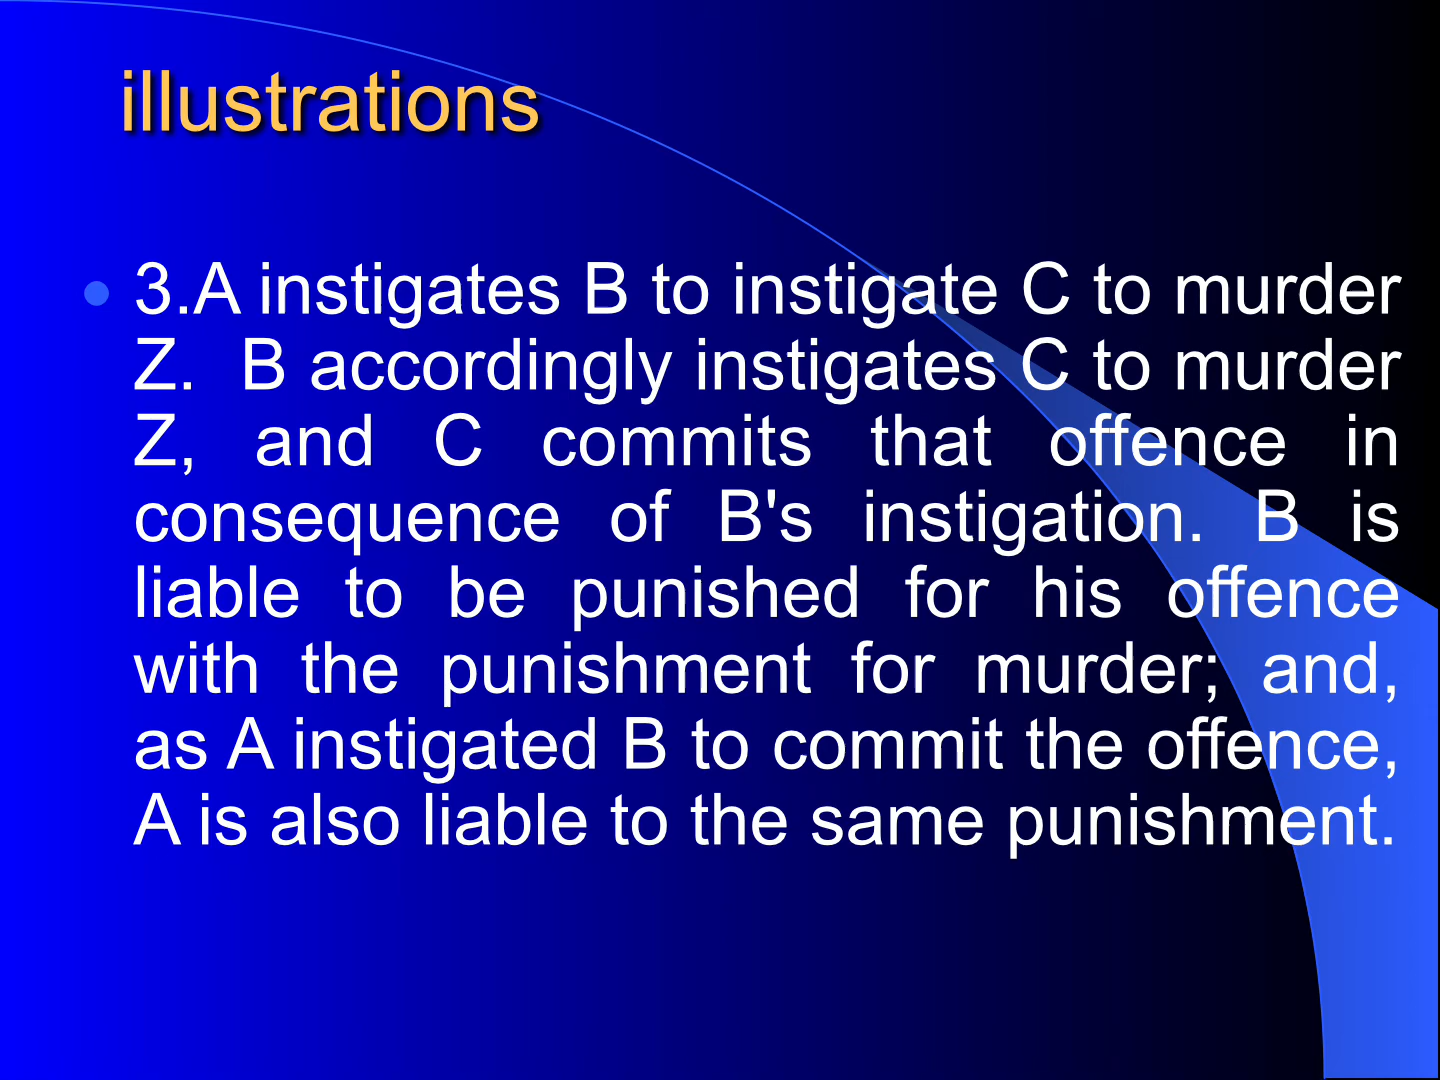 illustrations
3.A instigates B to instigate C to murder
Z.  B accordingly instigates C to murder
Z, and C commits that offence in
consequence of B's instigation. B is
liable to be punished for his offence
with the punishment for murder; and,
as A instigated B to commit the offence,
A is also liable to the same punishment.